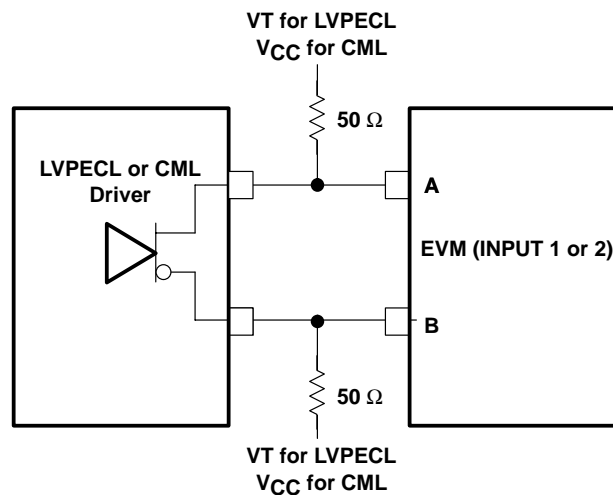 VT for LVPECL
VCC for CML
50 Ω
LVPECL or CML
Driver
A
EVM (INPUT 1 or 2)
B
50 Ω
VT for LVPECL
VCC for CML